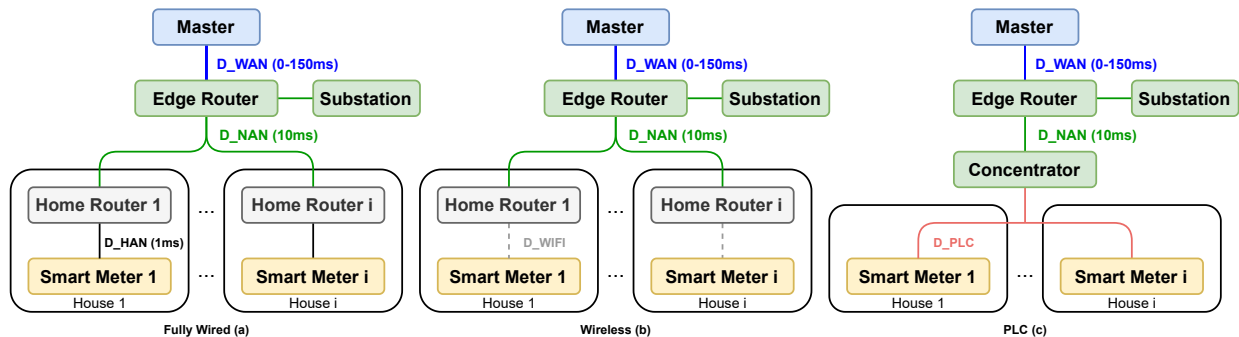 Master
D_WAN (0-150ms)
Edge Router
Substation
D_NAN (10ms)
Home Router 1
...
Home Router i
D_HAN (1ms)
Smart Meter 1
...
Smart Meter i
House 1
House i
Fully Wired (a)
Master
D_WAN (0-150ms)
Edge Router
Substation
D_NAN (10ms)
Home Router 1
...
Home Router i
D_WIFI
Smart Meter 1
...
Smart Meter i
House 1
House i
Wireless (b)
Master
D_WAN (0-150ms)
Edge Router
Substation
D_NAN (10ms)
Concentrator
D_PLC
Smart Meter 1
...
Smart Meter i
House 1
House i
PLC (c)